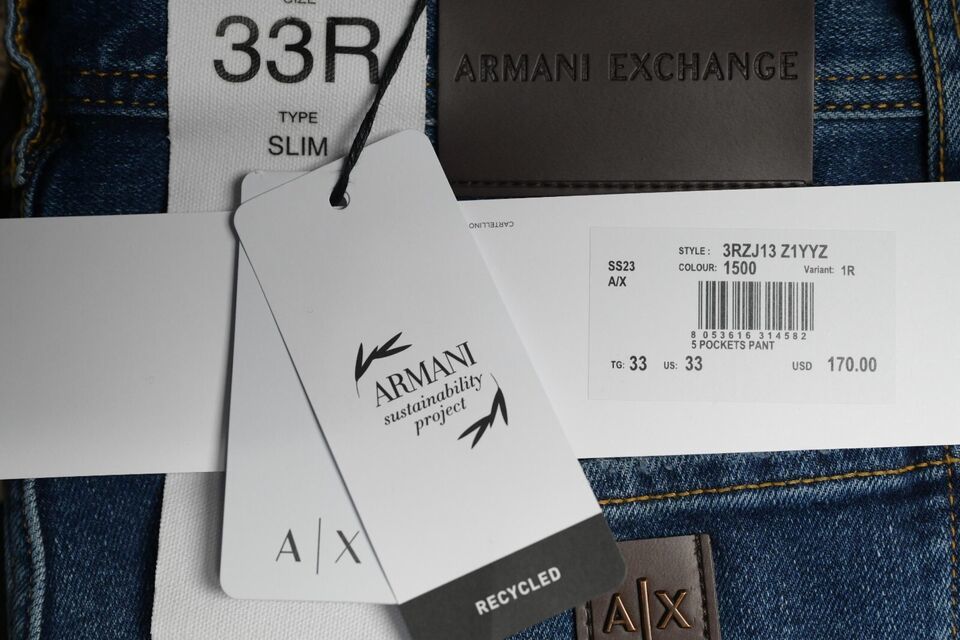 SIZE
33R
TYPE
SLIM
ARMANI EXCHANGE
CARTELLINO
STYLE : 3RZJ13 Z1YYZ
SS23 COLOUR: 1500 Variant: 1R
A/X
8 053616 314582
5 POCKETS PANT
TG: 33 US: 33 USD 170.00
ARMANI
sustainability
project
A|X
RECYCLED
A|X